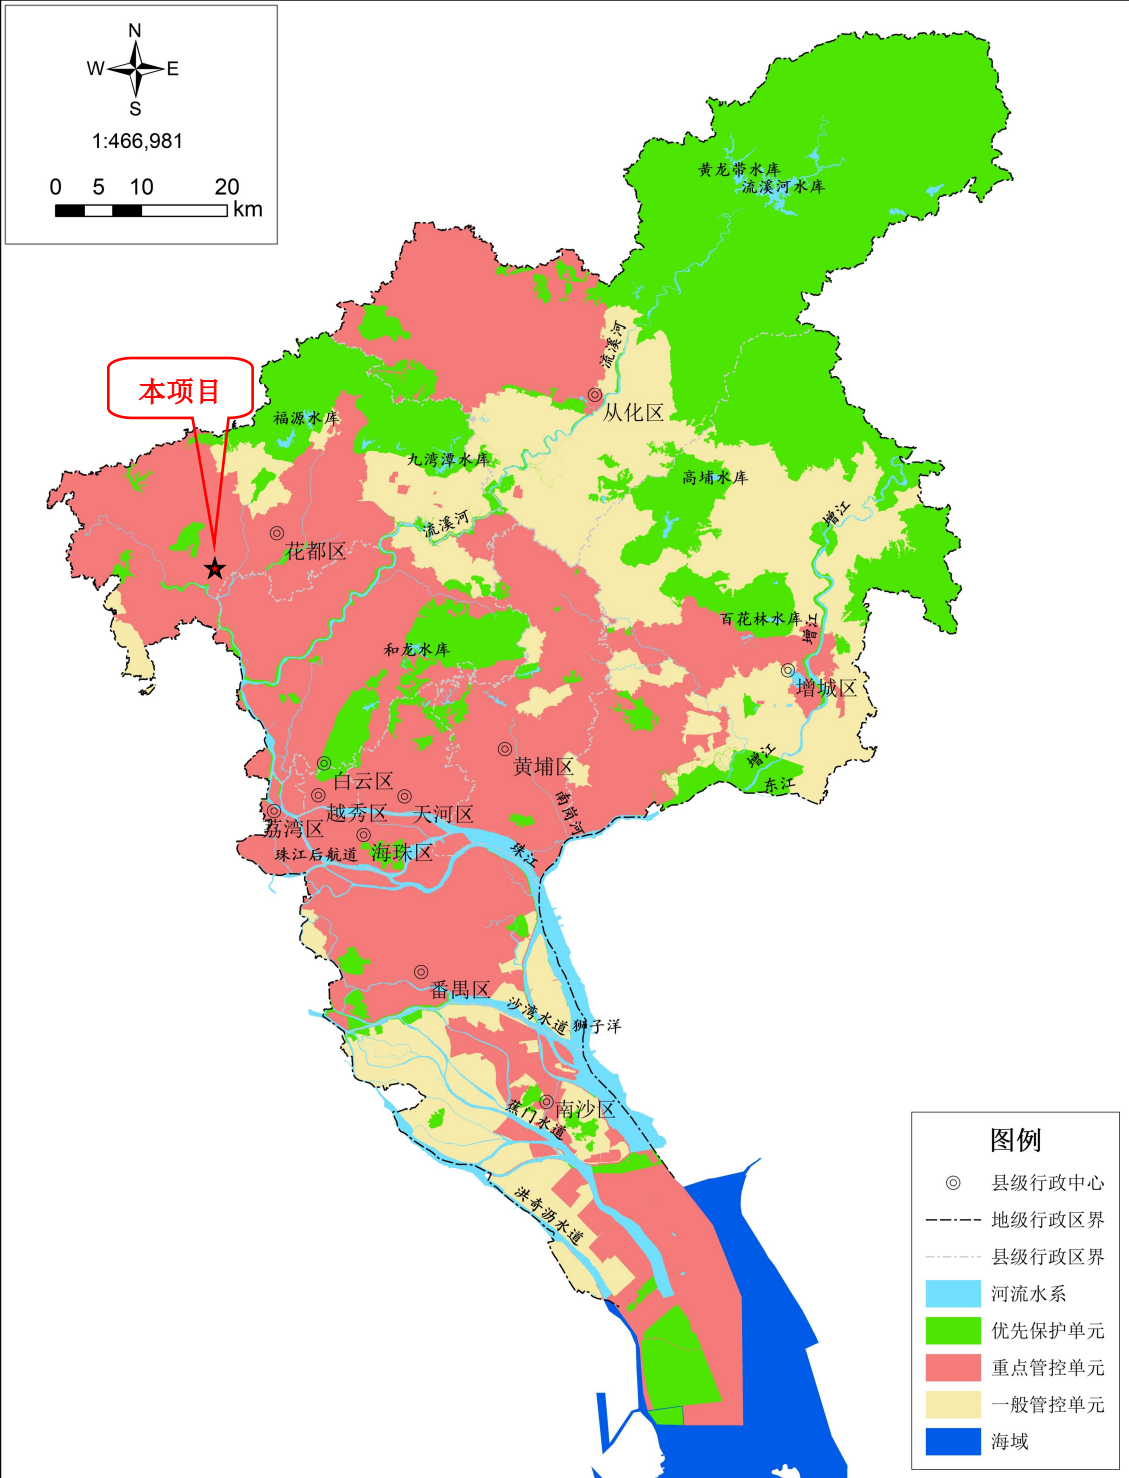 N
W E
S
1:466,981
0 5 10 20
km
黄龙带水库
流溪河水库
流溪河
本项目
从化区
福源水库
九湾潭水库
高埔水库
增江
流溪河
花都区
百花林水库
增江
和龙水库
增城区
增江
东江
黄埔区
白云区
南岗河
越秀区
天河区
荔湾区
海珠区
珠江
珠江后航道
番禺区
沙湾水道
狮子洋
南沙区
蕉门水道
洪奇沥水道
图例
县级行政中心
地级行政区界
县级行政区界
河流水系
优先保护单元
重点管控单元
一般管控单元
海域